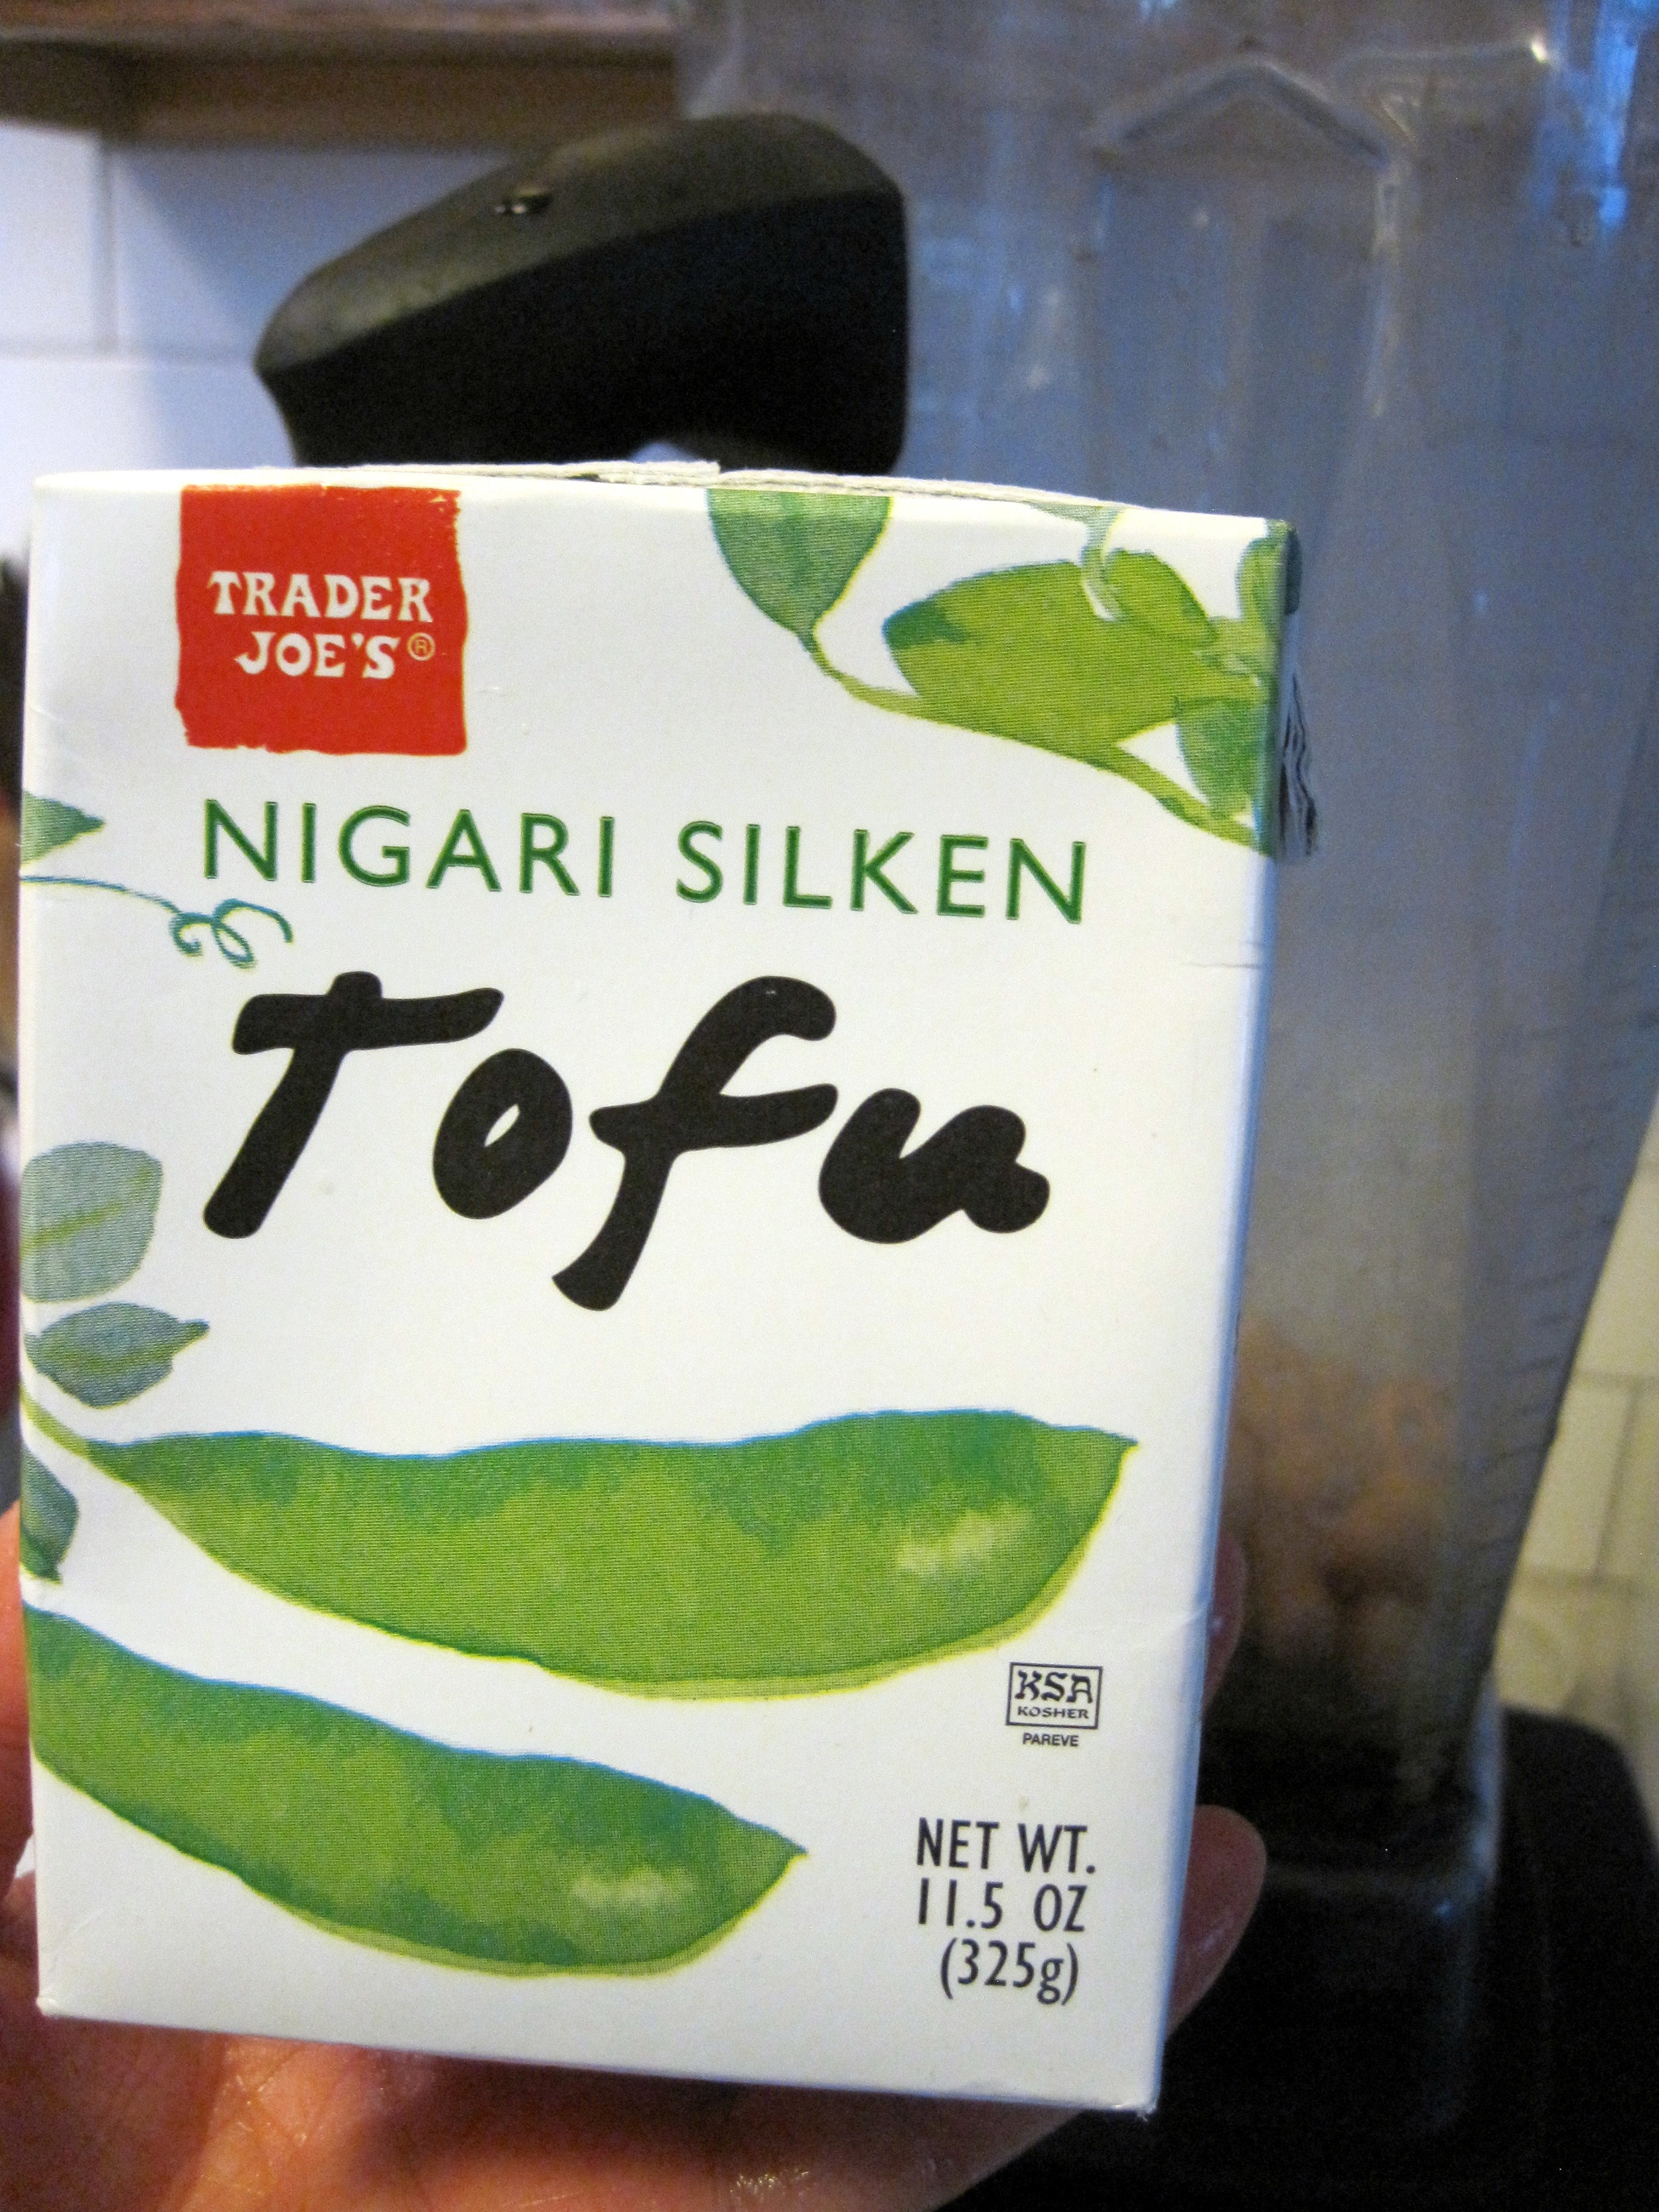 TRADER
JOE'S®
NIGARI SILKEN
Tofu
KSA
KOSHER
PAREVE
NET WT.
11.5 OZ
(325g)